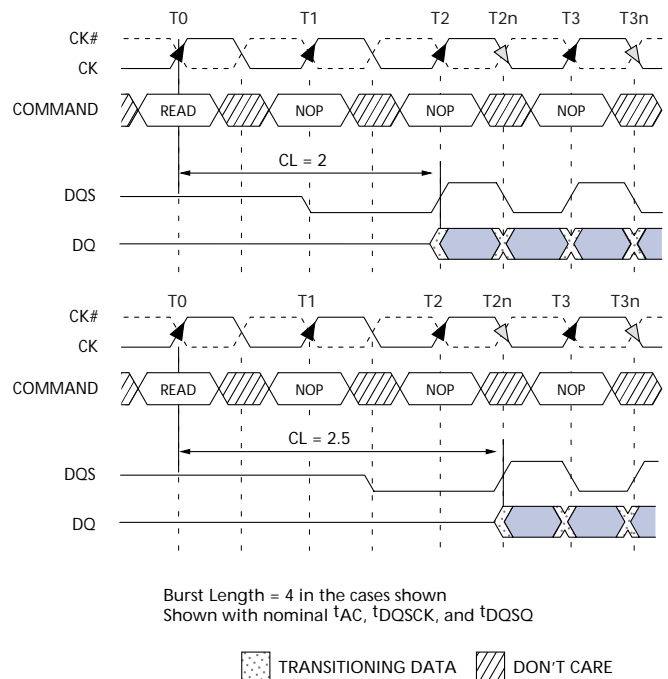 T0 T1 T2 T2n T3 T3n
CK#
CK
COMMAND READ NOP NOP NOP
CL = 2
DQS
DQ
T0 T1 T2 T2n T3 T3n
CK#
CK
COMMAND READ NOP NOP NOP
CL = 2.5
DQS
DQ
Burst Length = 4 in the cases shown
Shown with nominal tAC, tDQSCK, and tDQSQ
TRANSITIONING DATA DON'T CARE